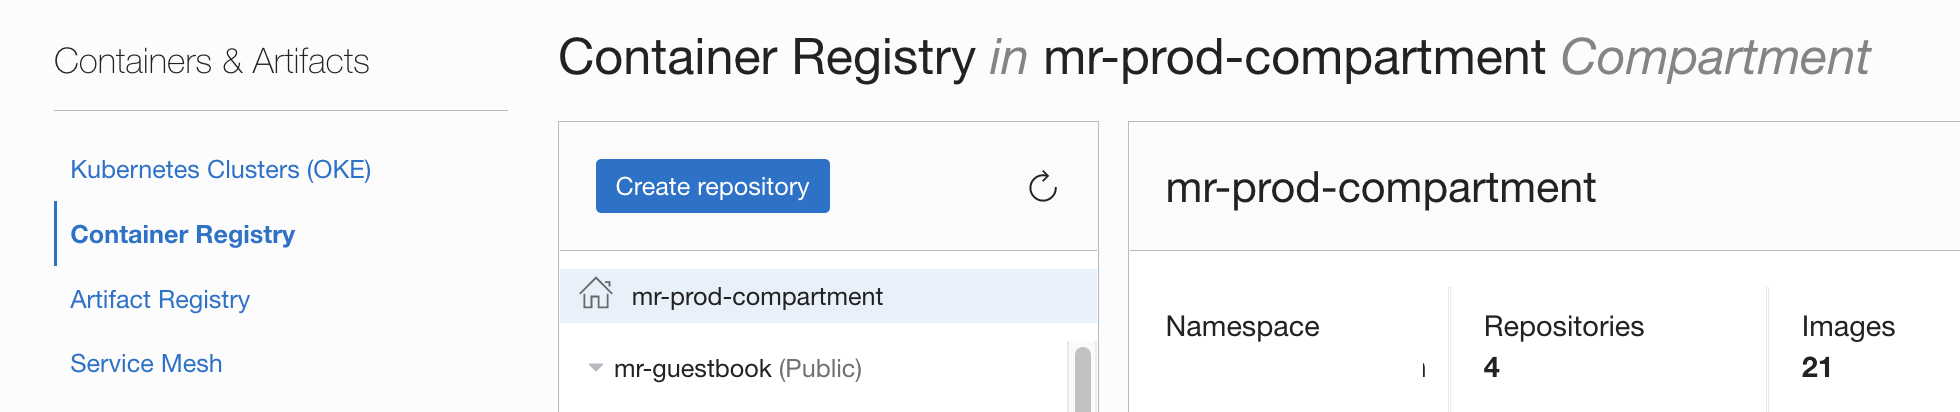 Containers & Artifacts
Kubernetes Clusters (OKE)
Container Registry
Artifact Registry
Service Mesh
Container Registry in mr-prod-compartment Compartment
Create repository
mr-prod-compartment
mr-guestbook (Public)
mr-prod-compartment
Namespace
Repositories
4
Images
21